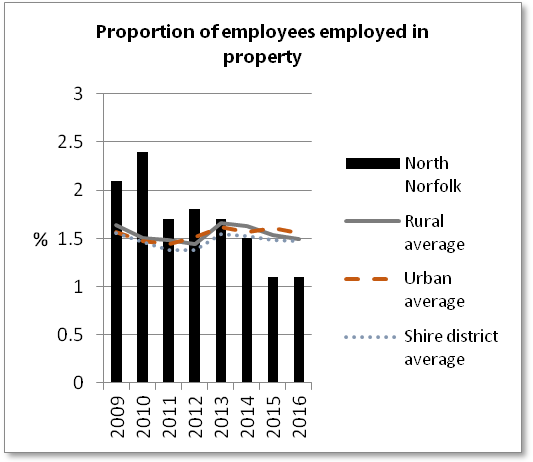 Proportion of employees employed in
property
3
2.5
2
1.5
1
0.5
0
%
2009
2010
2011
2012
2013
2014
2015
2016
North
Norfolk
Rural
average
Urban
average
Shire district
average